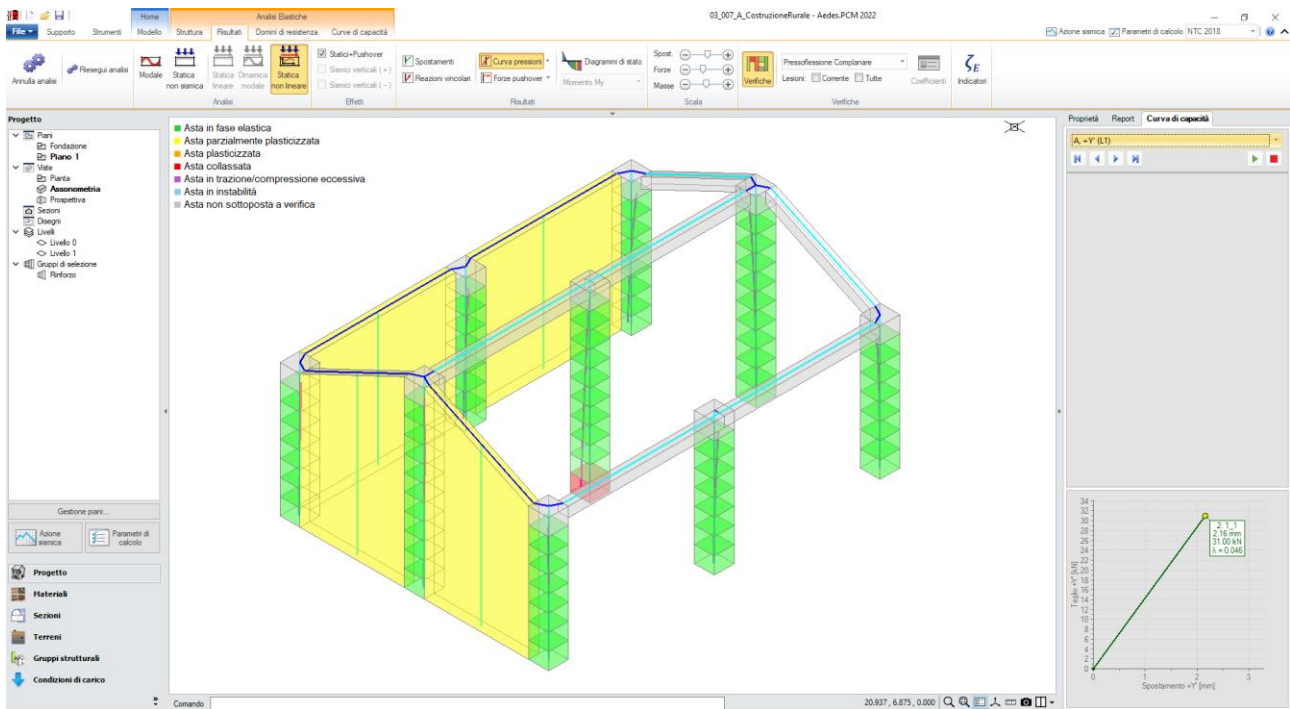 03_007_A_CostruzioneRurale - Aedes.PCM 2022
Home
Analisi Elastiche
File
Supporto
Strumenti
Modello
Struttura
Risultati
Domini di resistenza
Curve di capacità
Azione sismica
Parametri di calcolo
NTC 2018
Annulla analisi
Riesegui analisi
Modale
Statica non sismica
Statica lineare
Dinamica modale
Statica non lineare
Analisi
Statici+Pushover
Sismici verticali (+)
Sismici verticali (−)
Effetti
Spostamenti
Reazioni vincolari
Curva pressioni
Forze pushover
Diagrammi di stato
Momento My
Risultati
Spost.
Forze
Masse
Scala
Verifiche
Pressoflessione Complanare
Lesioni:
Corrente
Tutte
Coefficienti
Verifiche
ζE
Indicatori
Progetto
Piani
Fondazione
Piano 1
Viste
Pianta
Assonometria
Prospettiva
Sezioni
Disegni
Livelli
Livello 0
Livello 1
Gruppi di selezione
Rinforzo
Gestione piani...
Azione sismica
Parametri di calcolo
Progetto
Materiali
Sezioni
Terreni
Gruppi strutturali
Condizioni di carico
Asta in fase elastica
Asta parzialmente plasticizzata
Asta plasticizzata
Asta collassata
Asta in trazione/compressione eccessiva
Asta in instabilità
Asta non sottoposta a verifica
Comando
20.937 , 6.875 , 0.000
Proprietà
Report
Curva di capacità
A, +Y' (L1)
34
32
30
28
26
24
22
20
18
16
14
12
10
8
6
4
2
0
Taglio +Y' [kN]
2. 1_1
2.16 mm
31.00 kN
λ = 0.046
0
1
2
3
Spostamento +Y' [mm]